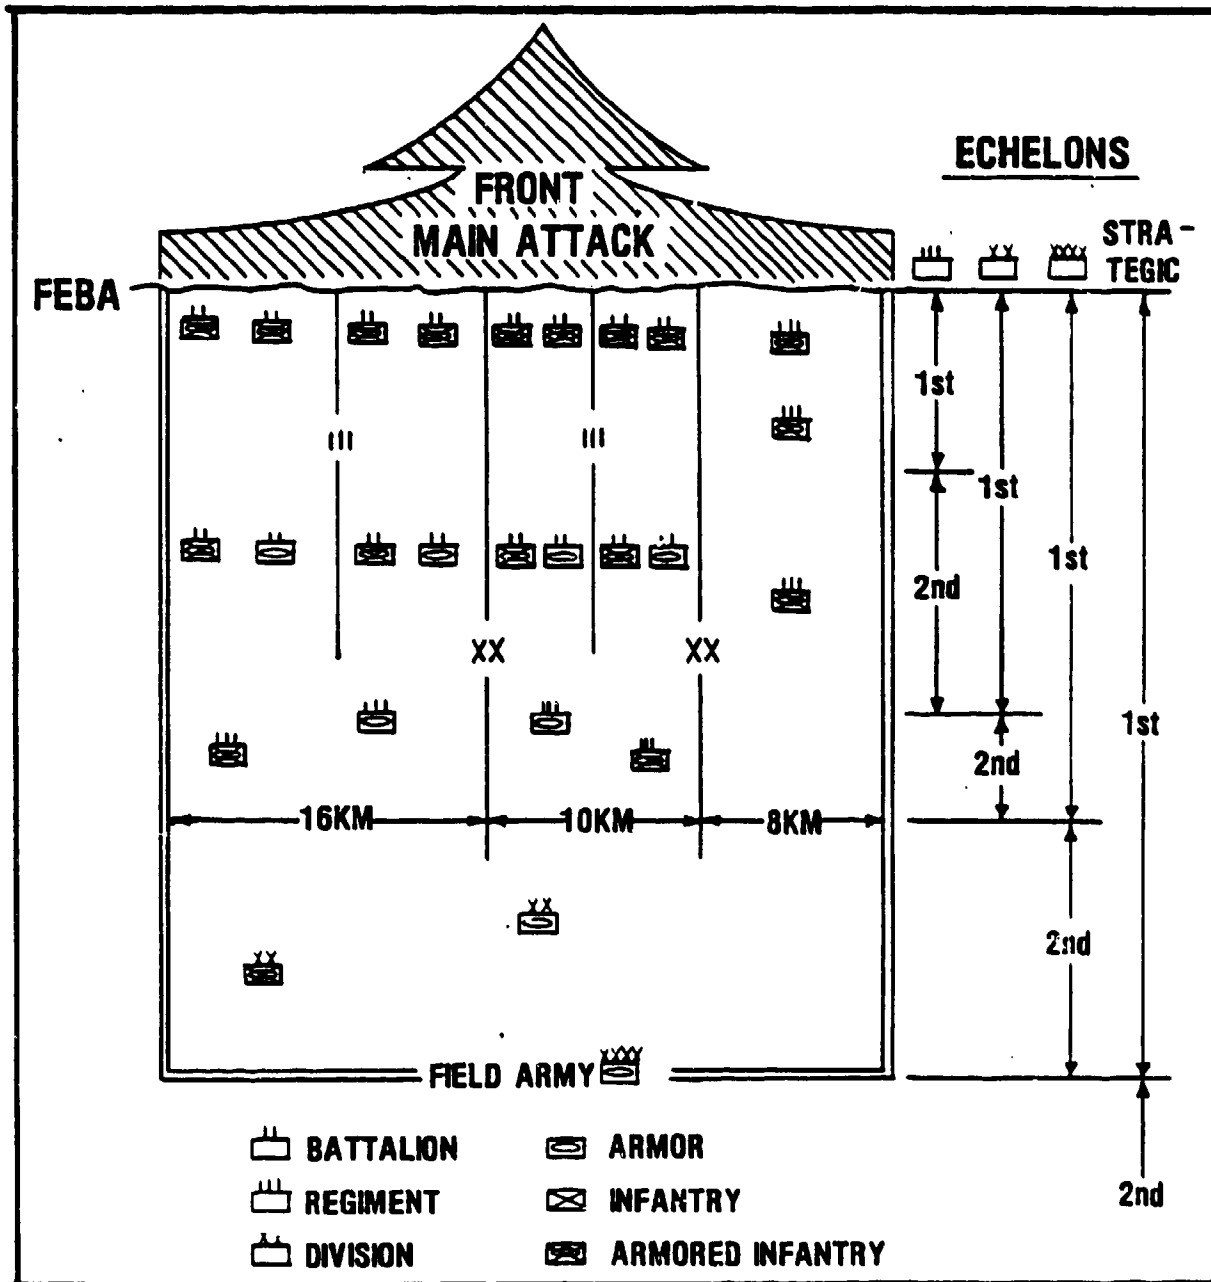 ECHELONS
FRONT
MAIN ATTACK
STRA-
TEGIC
FEBA
III
III
1st
1st
1st
2nd
XX
XX
1st
2nd
16KM
10KM
8KM
2nd
FIELD ARMY
XXXX
BATTALION
ARMOR
REGIMENT
INFANTRY
2nd
DIVISION
ARMORED INFANTRY